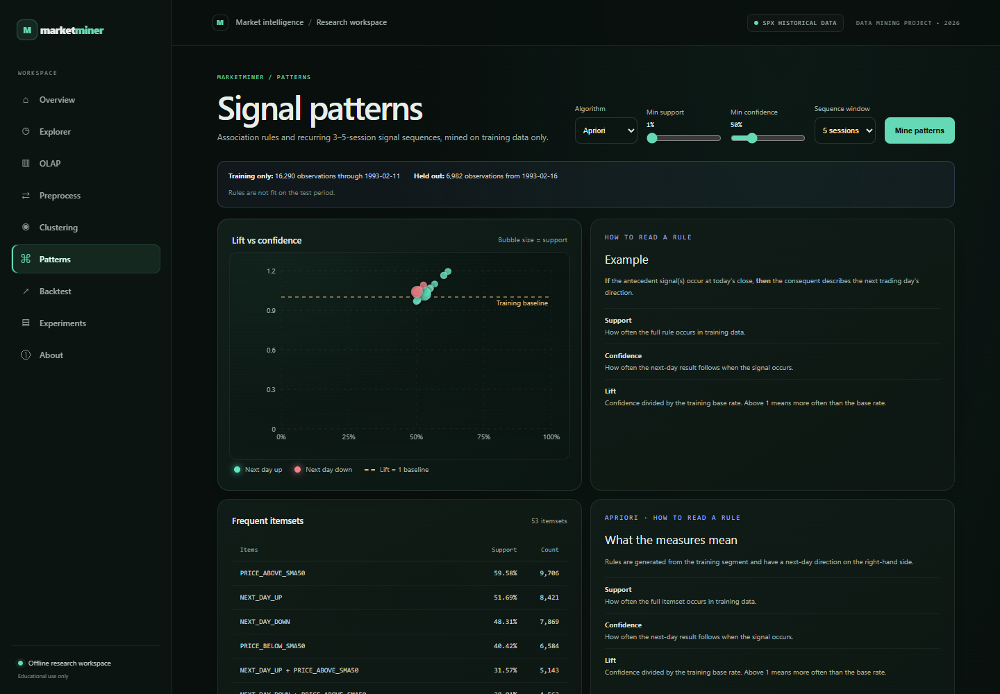 M marketminer
WORKSPACE
Overview
Explorer
OLAP
Preprocess
Clustering
Patterns
Backtest
Experiments
About
Offline research workspace
Educational use only
M Market intelligence / Research workspace
SPX HISTORICAL DATA
DATA MINING PROJECT • 2026
MARKETMINER / PATTERNS
Signal patterns
Association rules and recurring 3–5-session signal sequences, mined on training data only.
Algorithm
Apriori
Min support
1%
Min confidence
50%
Sequence window
5 sessions
Mine patterns
Training only: 16,290 observations through 1993-02-11 Held out: 6,982 observations from 1993-02-16
Rules are not fit on the test period.
Lift vs confidence
Bubble size = support
1.2
0.9
0.6
0.3
0
Training baseline
0% 25% 50% 75% 100%
Next day up Next day down Lift = 1 baseline
HOW TO READ A RULE
Example
If the antecedent signal(s) occur at today's close, then the consequent describes the next trading day's
direction.
Support
How often the full rule occurs in training data.
Confidence
How often the next-day result follows when the signal occurs.
Lift
Confidence divided by the training base rate. Above 1 means more often than the base rate.
Frequent itemsets
53 itemsets
Items Support Count
PRICE_ABOVE_SMA50 59.58% 9,706
NEXT_DAY_UP 51.69% 8,421
NEXT_DAY_DOWN 48.31% 7,869
PRICE_BELOW_SMA50 40.42% 6,584
NEXT_DAY_UP + PRICE_ABOVE_SMA50 31.57% 5,143
NEXT_DAY_DOWN + PRICE_ABOVE_SMA50 28.01% 4,563
APRIORI · HOW TO READ A RULE
What the measures mean
Rules are generated from the training segment and have a next-day direction on the right-hand side.
Support
How often the full itemset occurs in training data.
Confidence
How often the next-day result follows when the signal occurs.
Lift
Confidence divided by the training base rate. Above 1 means more often than the base rate.